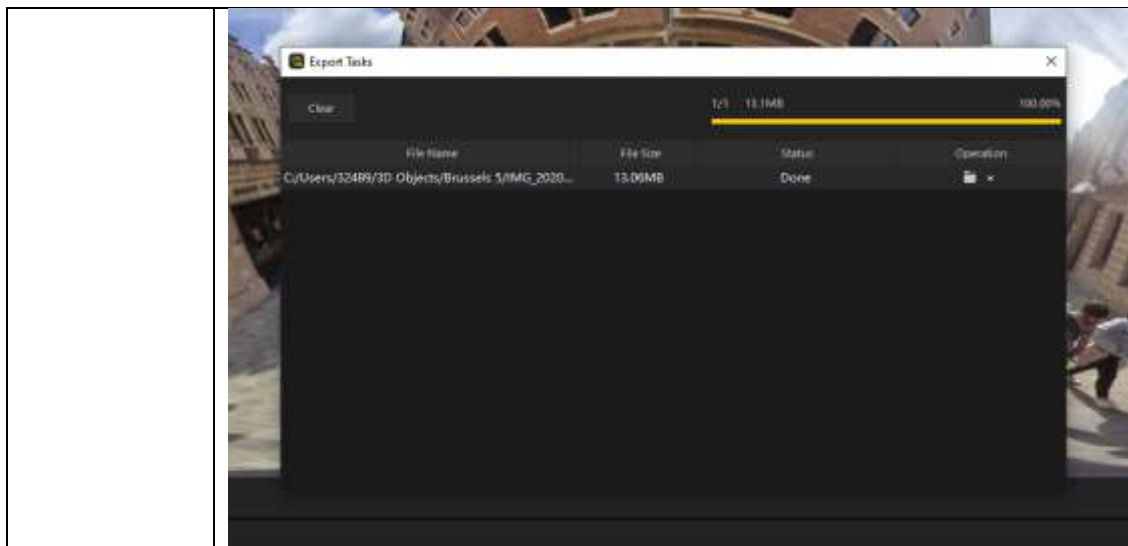 Export Tasks
Clear
1/1 13.1MB 100.00%
File Name File Size Status Operation
C:/Users/32489/3D Objects/Brussels 5/IMG_2020... 13.06MB Done